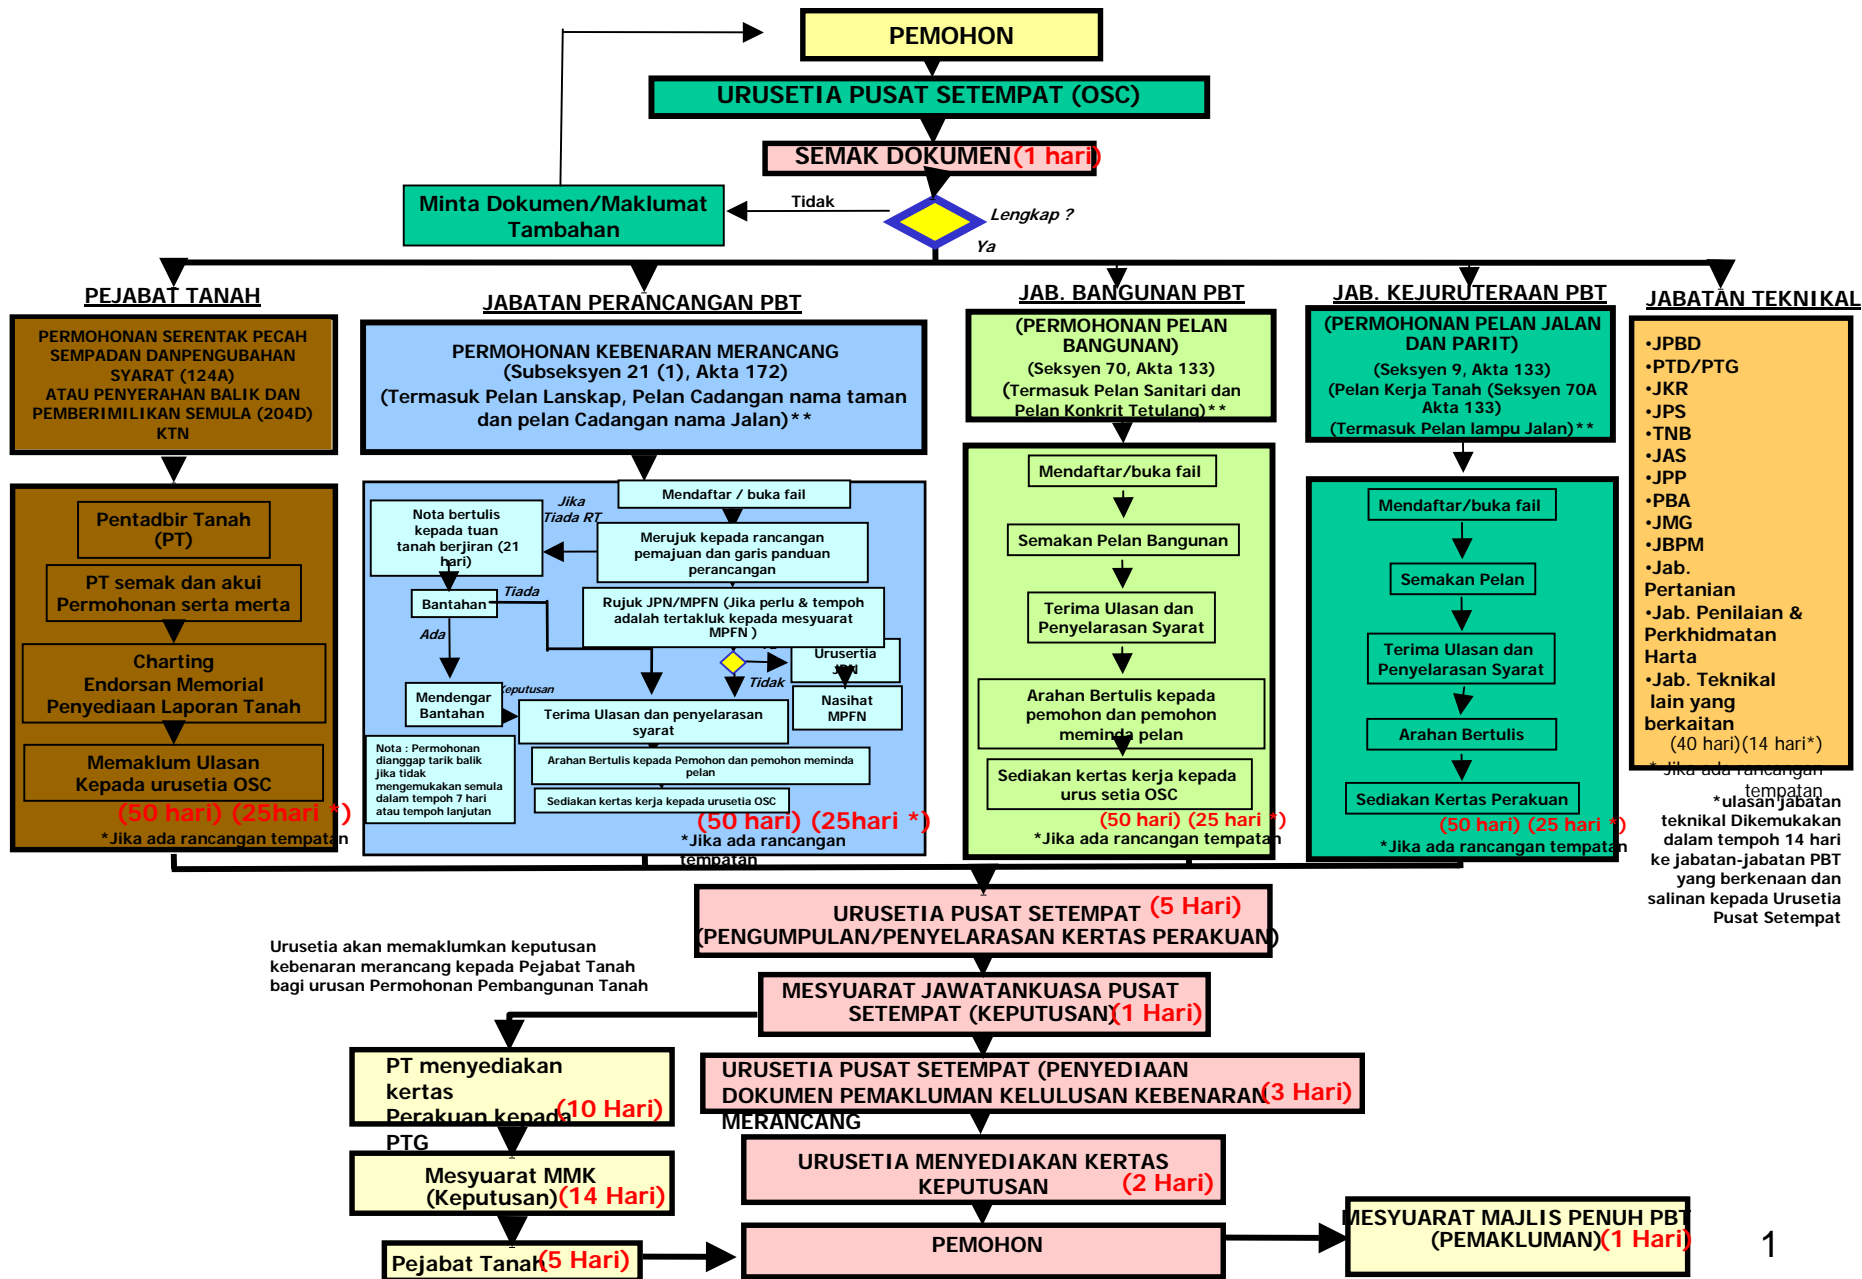 PEMOHON
URUSETIA PUSAT SETEMPAT (OSC)
SEMAK DOKUMEN(1 hari)
Minta Dokumen/Maklumat
Tambahan
Tidak
Lengkap ?
Ya
PEJABAT TANAH
PERMOHONAN SERENTAK PECAH
SEMPADAN DANPENGUBAHAN
SYARAT (124A)
ATAU PENYERAHAN BALIK DAN
PEMBERIMILIKAN SEMULA (204D)
KTN
Pentadbir Tanah
(PT)
PT semak dan akui
Permohonan serta merta
Charting
Endorsan Memorial
Penyediaan Laporan Tanah
Memaklum Ulasan
Kepada urusetia OSC
(50 hari) (25hari *)
*Jika ada rancangan tempatan
JABATAN PERANCANGAN PBT
PERMOHONAN KEBENARAN MERANCANG
(Subseksyen 21 (1), Akta 172)
(Termasuk Pelan Lanskap, Pelan Cadangan nama taman
dan pelan Cadangan nama Jalan)**
Mendaftar / buka fail
Jika
Tiada RT
Nota bertulis
kepada tuan
tanah berjiran (21
hari)
Merujuk kepada rancangan
pemajuan dan garis panduan
perancangan
Bantahan
Tiada
Ada
Rujuk JPN/MPFN (Jika perlu & tempoh
adalah tertakluk kepada mesyuarat
MPFN )
Urusertia
JPN
Tidak
Nasihat
MPFN
Mendengar
Bantahan
Keputusan
Terima Ulasan dan penyelarasan
syarat
Nota : Permohonan
dianggap tarik balik
jika tidak
mengemukakan semula
dalam tempoh 7 hari
atau tempoh lanjutan
Arahan Bertulis kepada Pemohon dan pemohon meminda
pelan
Sediakan kertas kerja kepada urusetia OSC
(50 hari) (25hari *)
*Jika ada rancangan
tempatan
JAB. BANGUNAN PBT
(PERMOHONAN PELAN
BANGUNAN)
(Seksyen 70, Akta 133)
(Termasuk Pelan Sanitari dan
Pelan Konkrit Tetulang)**
Mendaftar/buka fail
Semakan Pelan Bangunan
Terima Ulasan dan
Penyelarasan Syarat
Arahan Bertulis kepada
pemohon dan pemohon
meminda pelan
Sediakan kertas kerja kepada
urus setia OSC
(50 hari) (25 hari *)
*Jika ada rancangan tempatan
JAB. KEJURUTERAAN PBT
(PERMOHONAN PELAN JALAN
DAN PARIT)
(Seksyen 9, Akta 133)
(Pelan Kerja Tanah (Seksyen 70A
Akta 133)
(Termasuk Pelan lampu Jalan)**
Mendaftar/buka fail
Semakan Pelan
Terima Ulasan dan
Penyelarasan Syarat
Arahan Bertulis
Sediakan Kertas Perakuan
(50 hari) (25 hari *)
*Jika ada rancangan tempatan
JABATAN TEKNIKAL
•JPBD
•PTD/PTG
•JKR
•JPS
•TNB
•JAS
•JPP
•PBA
•JMG
•JBPM
•Jab.
Pertanian
•Jab. Penilaian &
Perkhidmatan
Harta
•Jab. Teknikal
lain yang
berkaitan
(40 hari)(14 hari*)
* Jika ada rancangan
tempatan
*ulasan jabatan
teknikal Dikemukakan
dalam tempoh 14 hari
ke jabatan-jabatan PBT
yang berkenaan dan
salinan kepada Urusetia
Pusat Setempat
URUSETIA PUSAT SETEMPAT (5 Hari)
(PENGUMPULAN/PENYELARASAN KERTAS PERAKUAN)
Urusetia akan memaklumkan keputusan
kebenaran merancang kepada Pejabat Tanah
bagi urusan Permohonan Pembangunan Tanah
MESYUARAT JAWATANKUASA PUSAT
SETEMPAT (KEPUTUSAN)(1 Hari)
PT menyediakan
kertas
Perakuan kepada
PTG
(10 Hari)
URUSETIA PUSAT SETEMPAT (PENYEDIAAN
DOKUMEN PEMAKLUMAN KELULUSAN KEBENARAN
MERANCANG
(3 Hari)
Mesyuarat MMK
(Keputusan)(14 Hari)
URUSETIA MENYEDIAKAN KERTAS
KEPUTUSAN (2 Hari)
Pejabat Tanah(5 Hari)
PEMOHON
MESYUARAT MAJLIS PENUH PBT
(PEMAKLUMAN)(1 Hari)
1